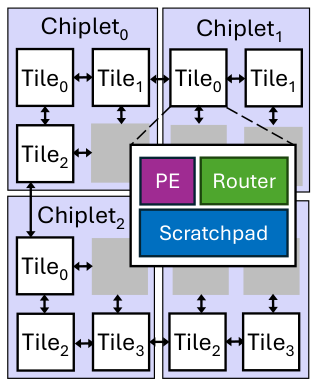 Chiplet0 Chiplet1
Tile0 Tile1 Tile0 Tile1
Tile2
PE Router
Scratchpad
Chiplet2
Tile0
Tile2 Tile3 Tile2 Tile3